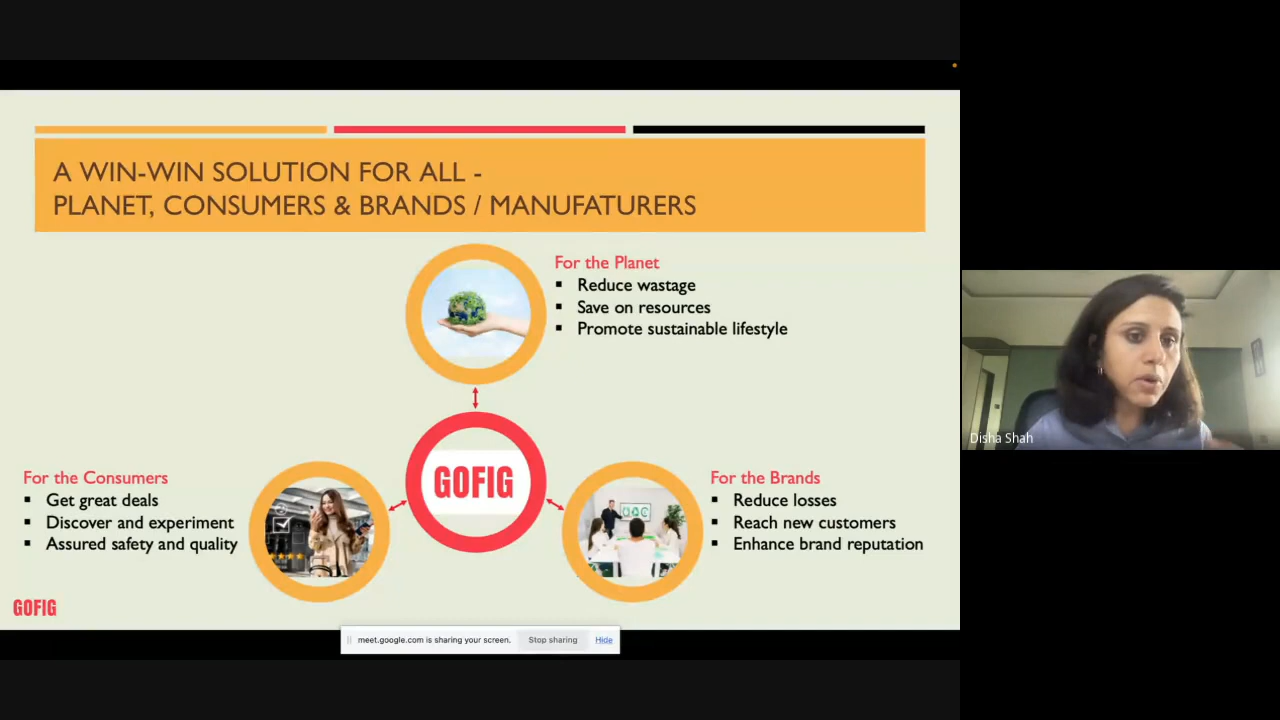 A WIN-WIN SOLUTION FOR ALL -
PLANET, CONSUMERS & BRANDS / MANUFATURERS
For the Planet
▪ Reduce wastage
▪ Save on resources
▪ Promote sustainable lifestyle
GOFIG
For the Consumers
▪ Get great deals
▪ Discover and experiment
▪ Assured safety and quality
For the Brands
▪ Reduce losses
▪ Reach new customers
▪ Enhance brand reputation
GOFIG
meet.google.com is sharing your screen.
Stop sharing
Hide
Disha Shah